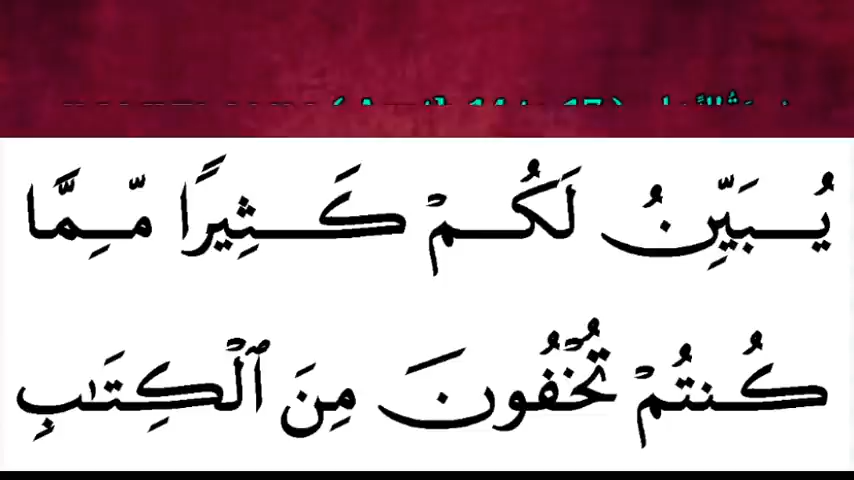 يُبَيِّنُ لَكُمْ كَثِيرًا مِّمَّا
كُنتُمْ تُخْفُونَ مِنَ ٱلْكِتَـٰبِ